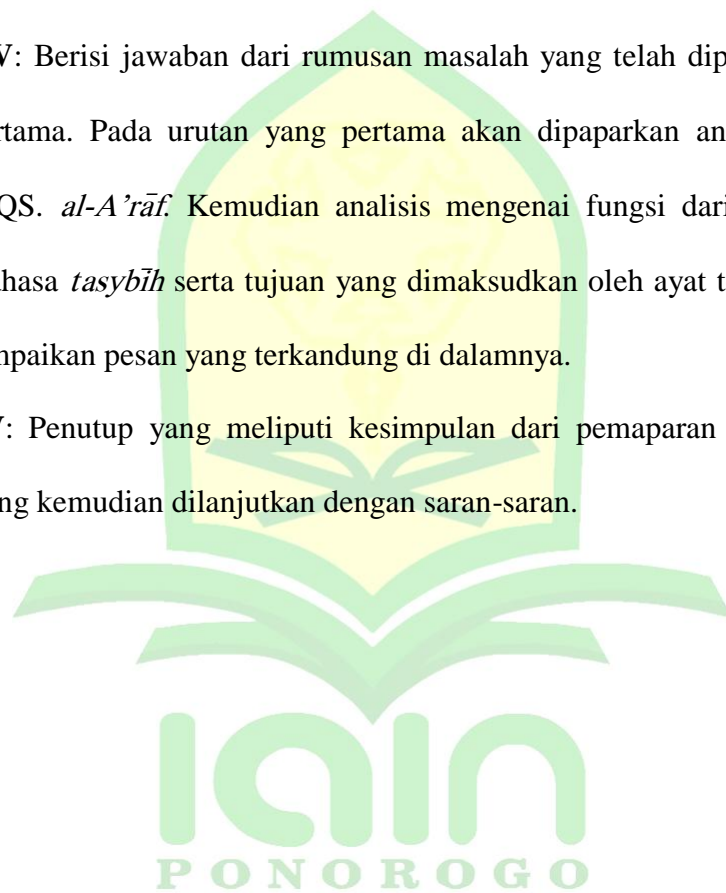 V: Berisi jawaban dari rumusan masalah yang telah dip
rtama. Pada urutan yang pertama akan dipaparkan an
QS. al-A'rāf. Kemudian analisis mengenai fungsi dari
ahasa tasybīh serta tujuan yang dimaksudkan oleh ayat t
npaikan pesan yang terkandung di dalamnya.
: Penutup yang meliputi kesimpulan dari pemaparan
ng kemudian dilanjutkan dengan saran-saran.
iain
PONOROGO